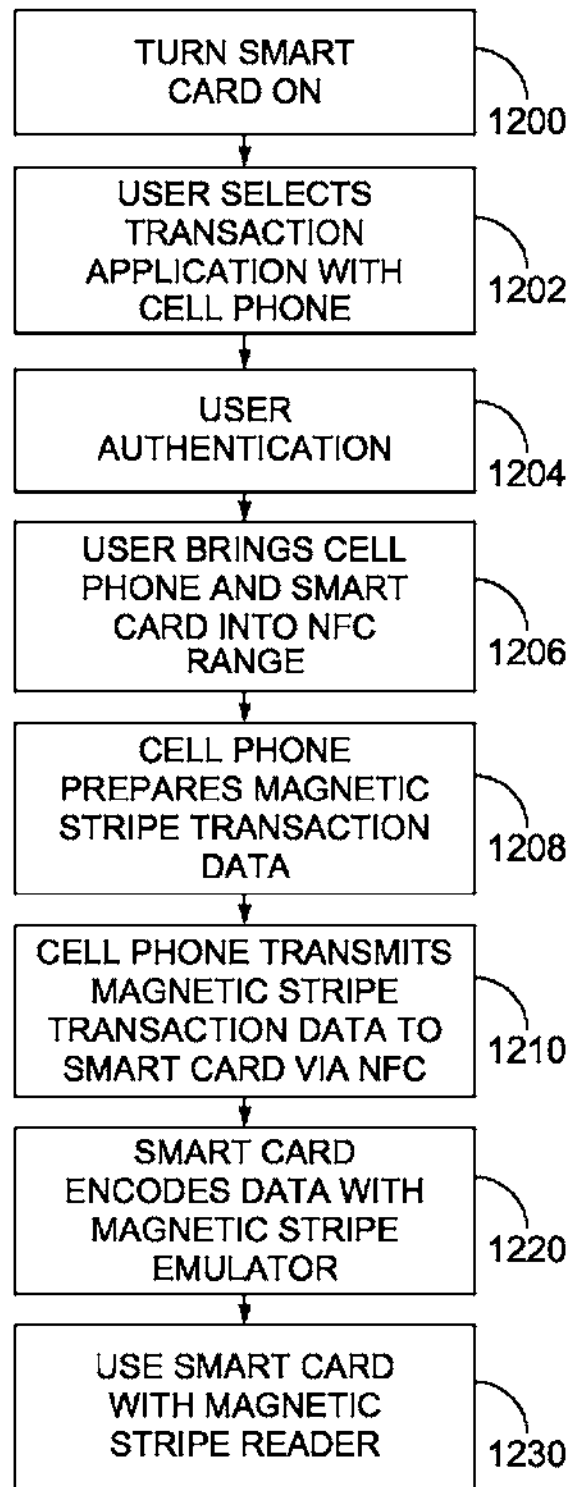 TURN SMART
CARD ON
1200
USER SELECTS
TRANSACTION
APPLICATION WITH
CELL PHONE
1202
USER
AUTHENTICATION
1204
USER BRINGS CELL
PHONE AND SMART
CARD INTO NFC
RANGE
1206
CELL PHONE
PREPARES MAGNETIC
STRIPE TRANSACTION
DATA
1208
CELL PHONE TRANSMITS
MAGNETIC STRIPE
TRANSACTION DATA TO
SMART CARD VIA NFC
1210
SMART CARD
ENCODES DATA WITH
MAGNETIC STRIPE
EMULATOR
1220
USE SMART CARD
WITH MAGNETIC
STRIPE READER
1230